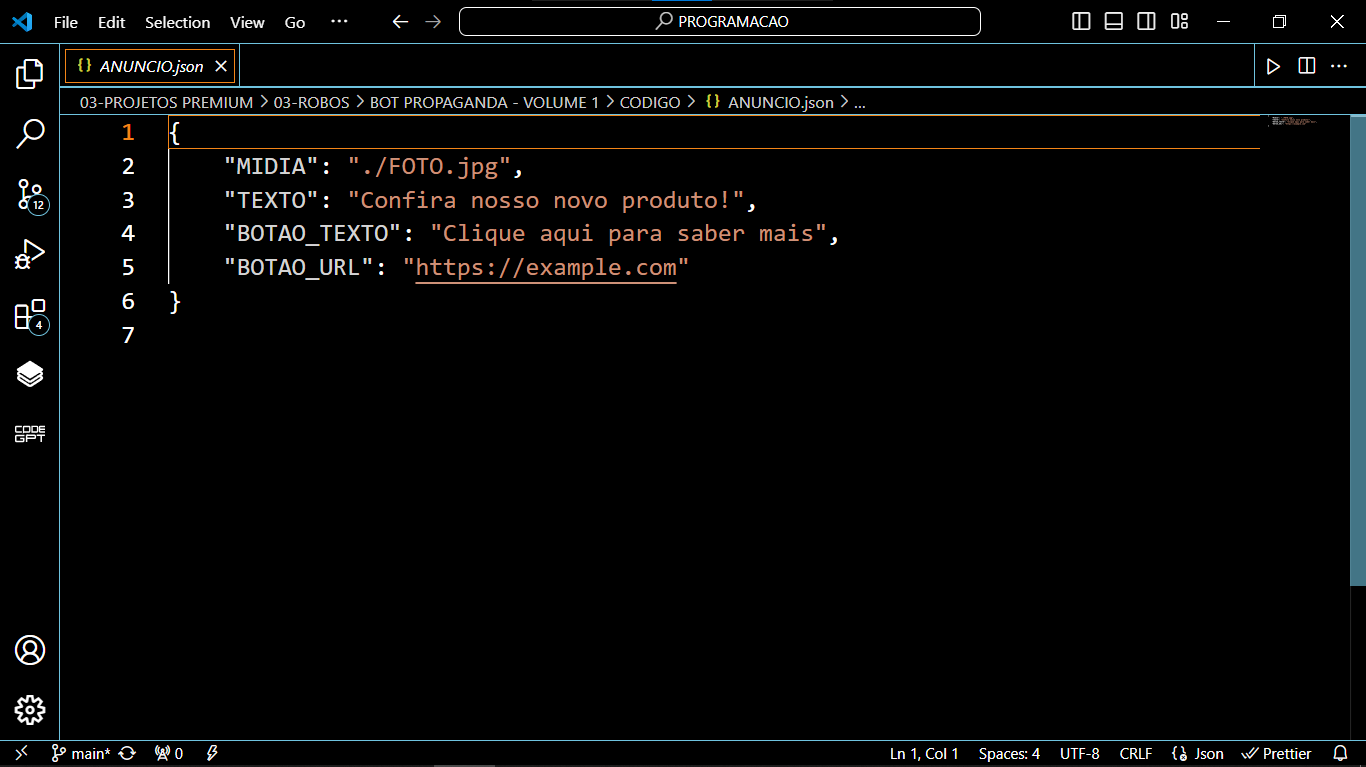 File Edit Selection View Go ··· PROGRAMACAO
{} ANUNCIO.json
03-PROJETOS PREMIUM > 03-ROBOS > BOT PROPAGANDA - VOLUME 1 > CODIGO > {} ANUNCIO.json > ...
1 {
2 "MIDIA": "./FOTO.jpg",
3 "TEXTO": "Confira nosso novo produto!",
4 "BOTAO_TEXTO": "Clique aqui para saber mais",
5 "BOTAO_URL": "https://example.com"
6 }
7
12
4
CODE
GPT
main* 0 Ln 1, Col 1 Spaces: 4 UTF-8 CRLF {} Json Prettier